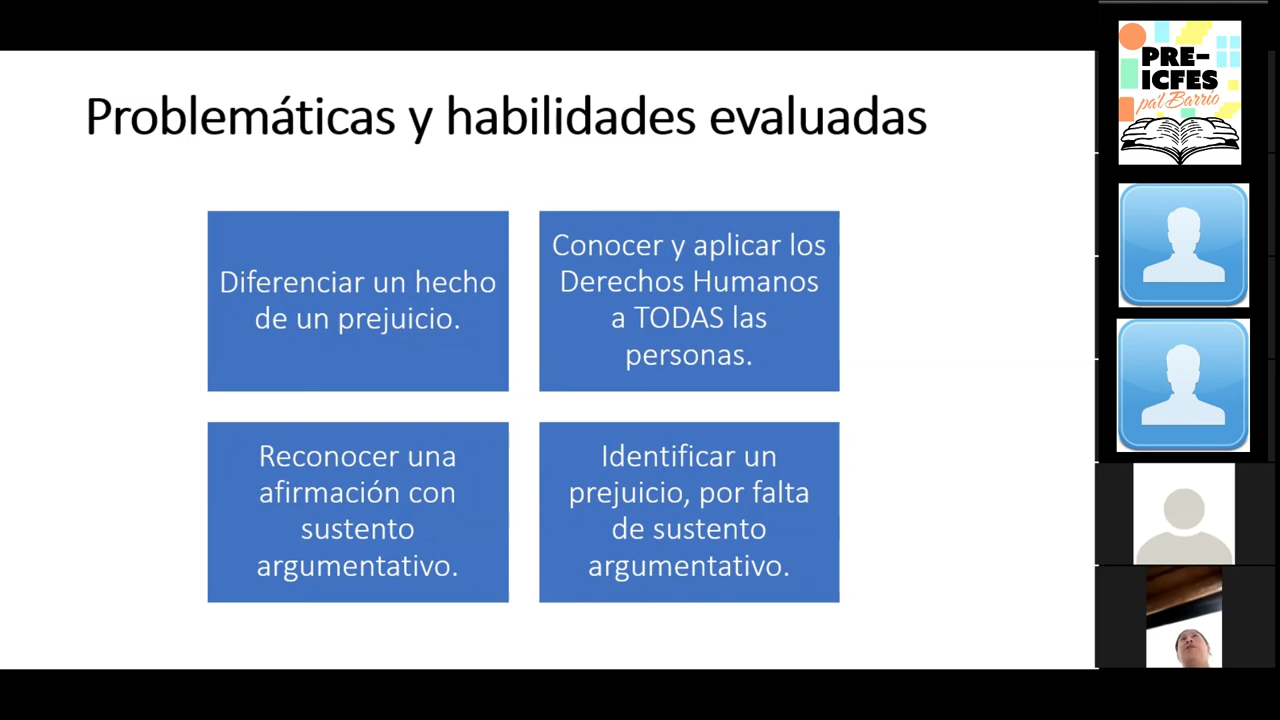 Problemáticas y habilidades evaluadas
Diferenciar un hecho
de un prejuicio.
Conocer y aplicar los
Derechos Humanos
a TODAS las
personas.
Reconocer una
afirmación con
sustento
argumentativo.
Identificar un
prejuicio, por falta
de sustento
argumentativo.
PRE-
ICFES
pa'l Barrio